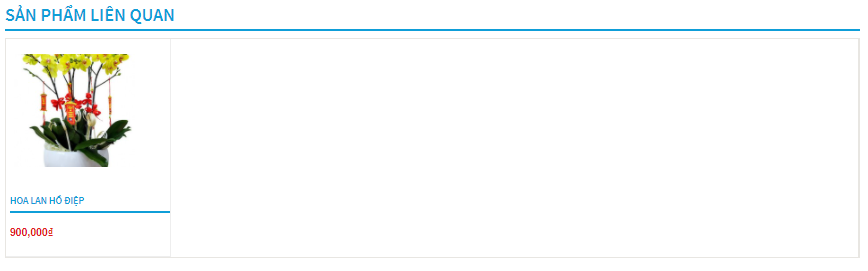 SẢN PHẨM LIÊN QUAN
HOA LAN HỒ ĐIỆP
900,000₫